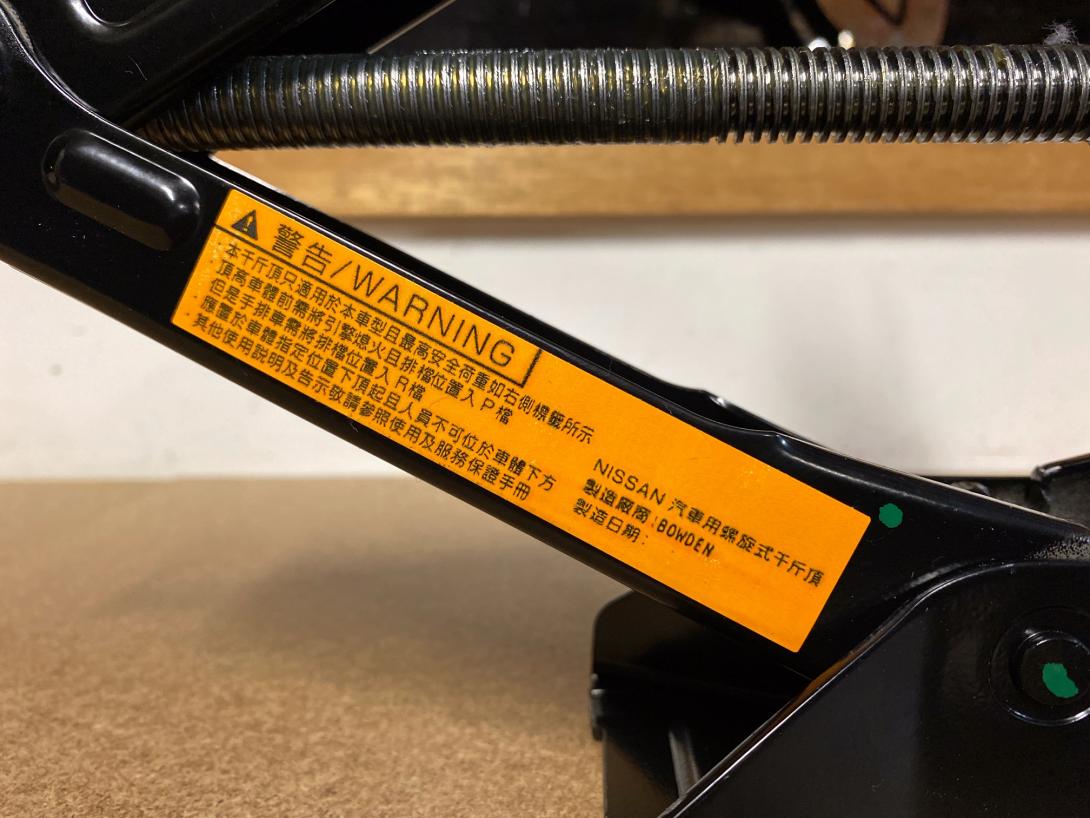 警告/WARNING
本千斤頂只適用於本車型且最高安全荷重如右側標籤所示
頂高車體前需將引擎熄火且排檔位置入P檔
但是手排車需將排檔位置入R檔
應置於車體指定位置下頂起且人員不可位於車體下方
其他使用說明及告示敬請參照使用及服務保證手冊
NISSAN 汽車用螺旋式千斤頂
製造廠商:BOWDEN
製造日期: